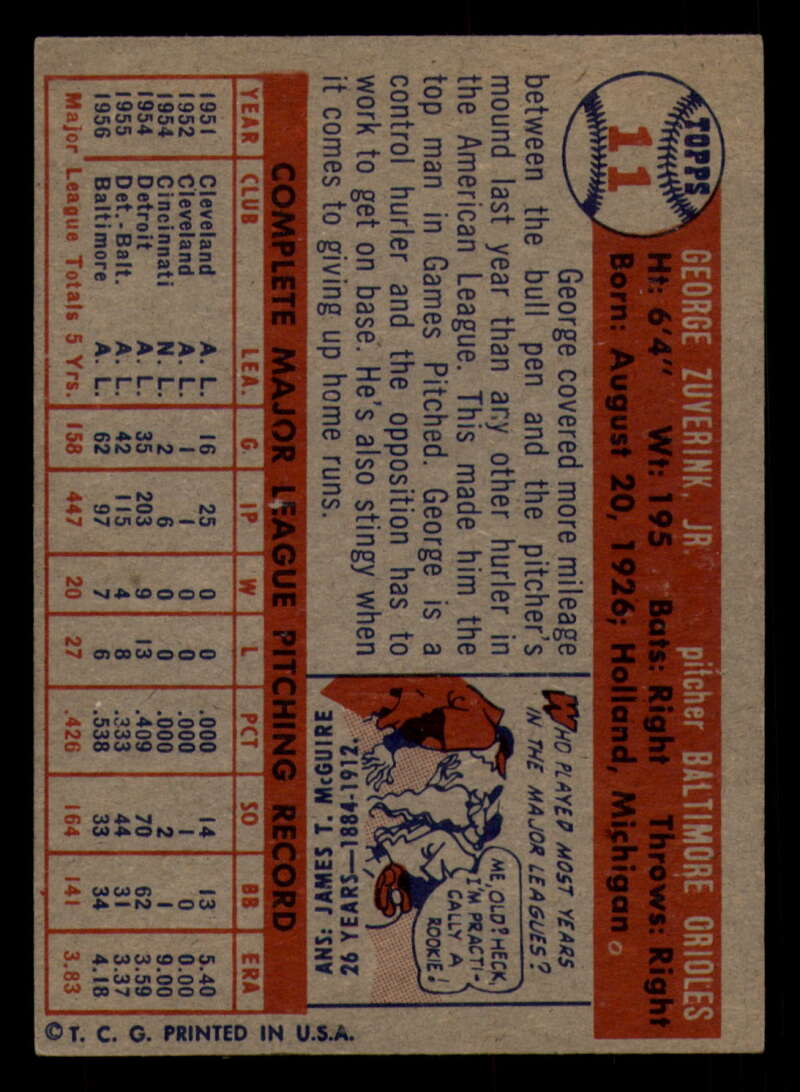 TOPPS
11
GEORGE ZUVERINK, JR. pitcher BALTIMORE ORIOLES
Ht: 6'4" Wt: 195 Bats: Right Throws: Right
Born: August 20, 1926; Holland, Michigan
George covered more mileage
between the bull pen and the pitcher's
mound last year than any other hurler in
the American League. This made him the
top man in Games Pitched. George is a
control hurler and the opposition has to
work to get on base. He's also stingy when
it comes to giving up home runs.
WHO PLAYED MOST YEARS
IN THE MAJOR LEAGUES?
ME, OLD? HECK,
I'M PRACTI-
CALLY A
ROOKIE!
ANS: JAMES T. McGUIRE
26 YEARS—1884-1912.
COMPLETE MAJOR LEAGUE PITCHING RECORD
YEAR CLUB LEA. G IP W L PCT SO BB ERA
1951 Cleveland A. L. 16 25 0 0 .000 14 13 5.40
1952 Cleveland A. L. 1 1 0 0 .000 1 0 0.00
1954 Cincinnati N. L. 2 6 0 0 .000 2 1 9.00
1954 Detroit A. L. 35 203 9 13 .409 70 62 3.59
1955 Det.-Balt. A. L. 42 115 4 8 .333 44 31 3.37
1956 Baltimore A. L. 62 97 7 6 .538 33 34 4.18
Major League Totals 5 Yrs. 158 447 20 27 .426 164 141 3.83
© T. C. G. PRINTED IN U.S.A.